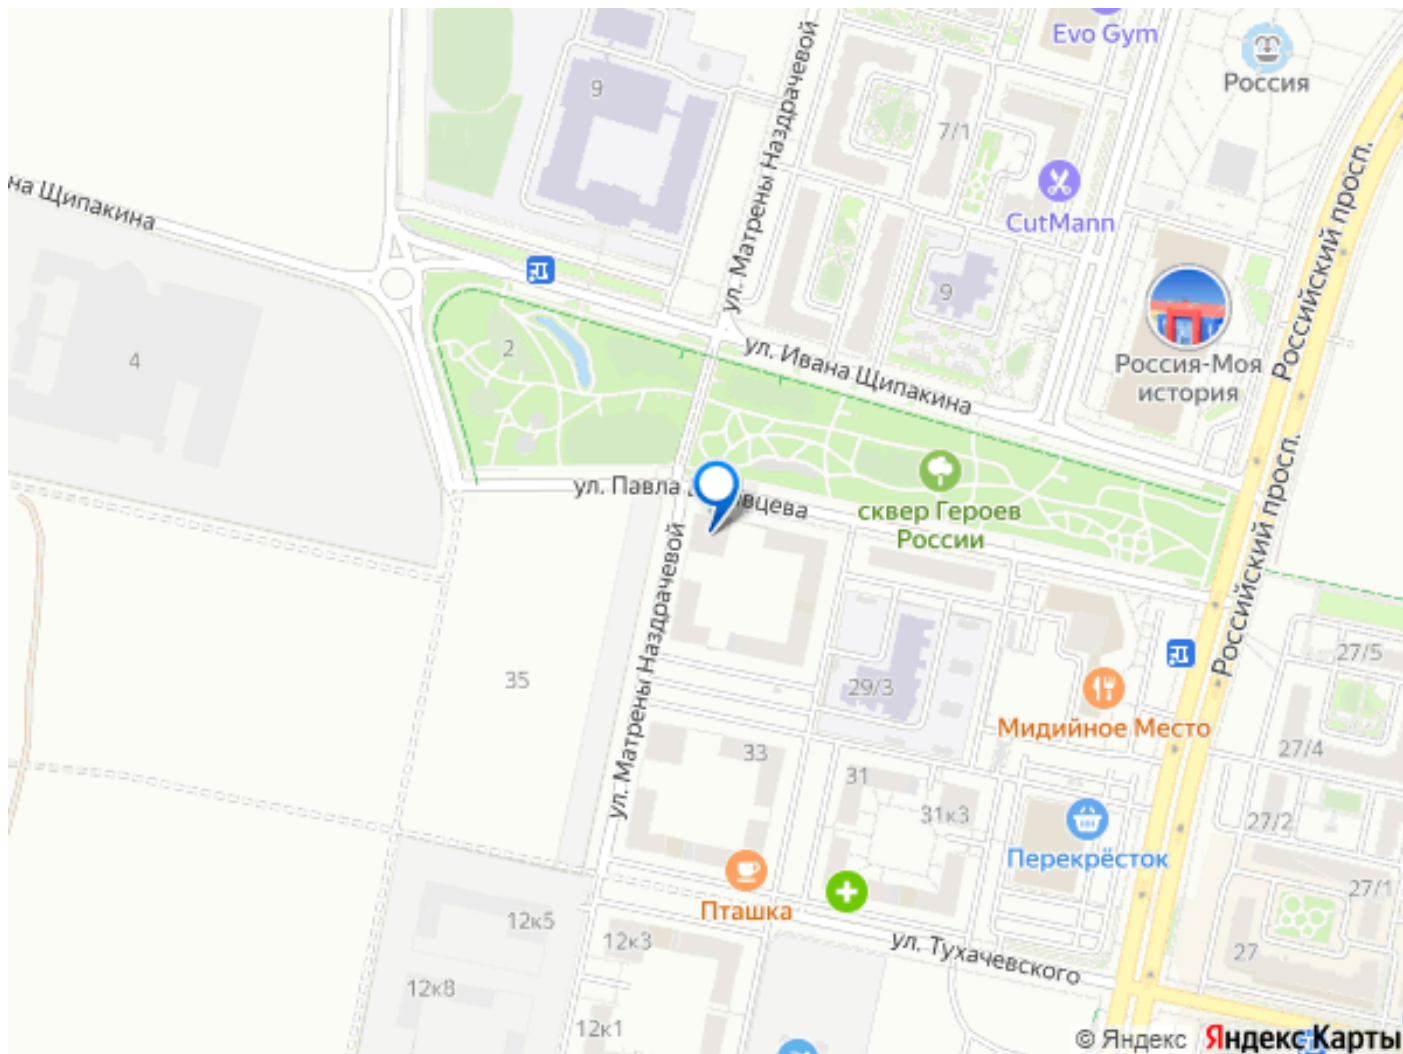 Evo Gym
Россия
9
7/1
ул. Матрены Наздрачевой
CutMann
на Щипакина
Российский просп.
9
4
2
ул. Ивана Щипакина
Россия-Моя
история
Российский просп.
ул. Павла
вцева
сквер Героев
России
ул. Матрены Наздрачевой
35
29/3
27/5
Мидийное Место
27/4
33
31
31к3
27/2
Перекрёсток
27/1
Пташка
12к5
12к3
ул. Тухачевского
27
12к8
12к1
© Яндекс
Яндекс Карты